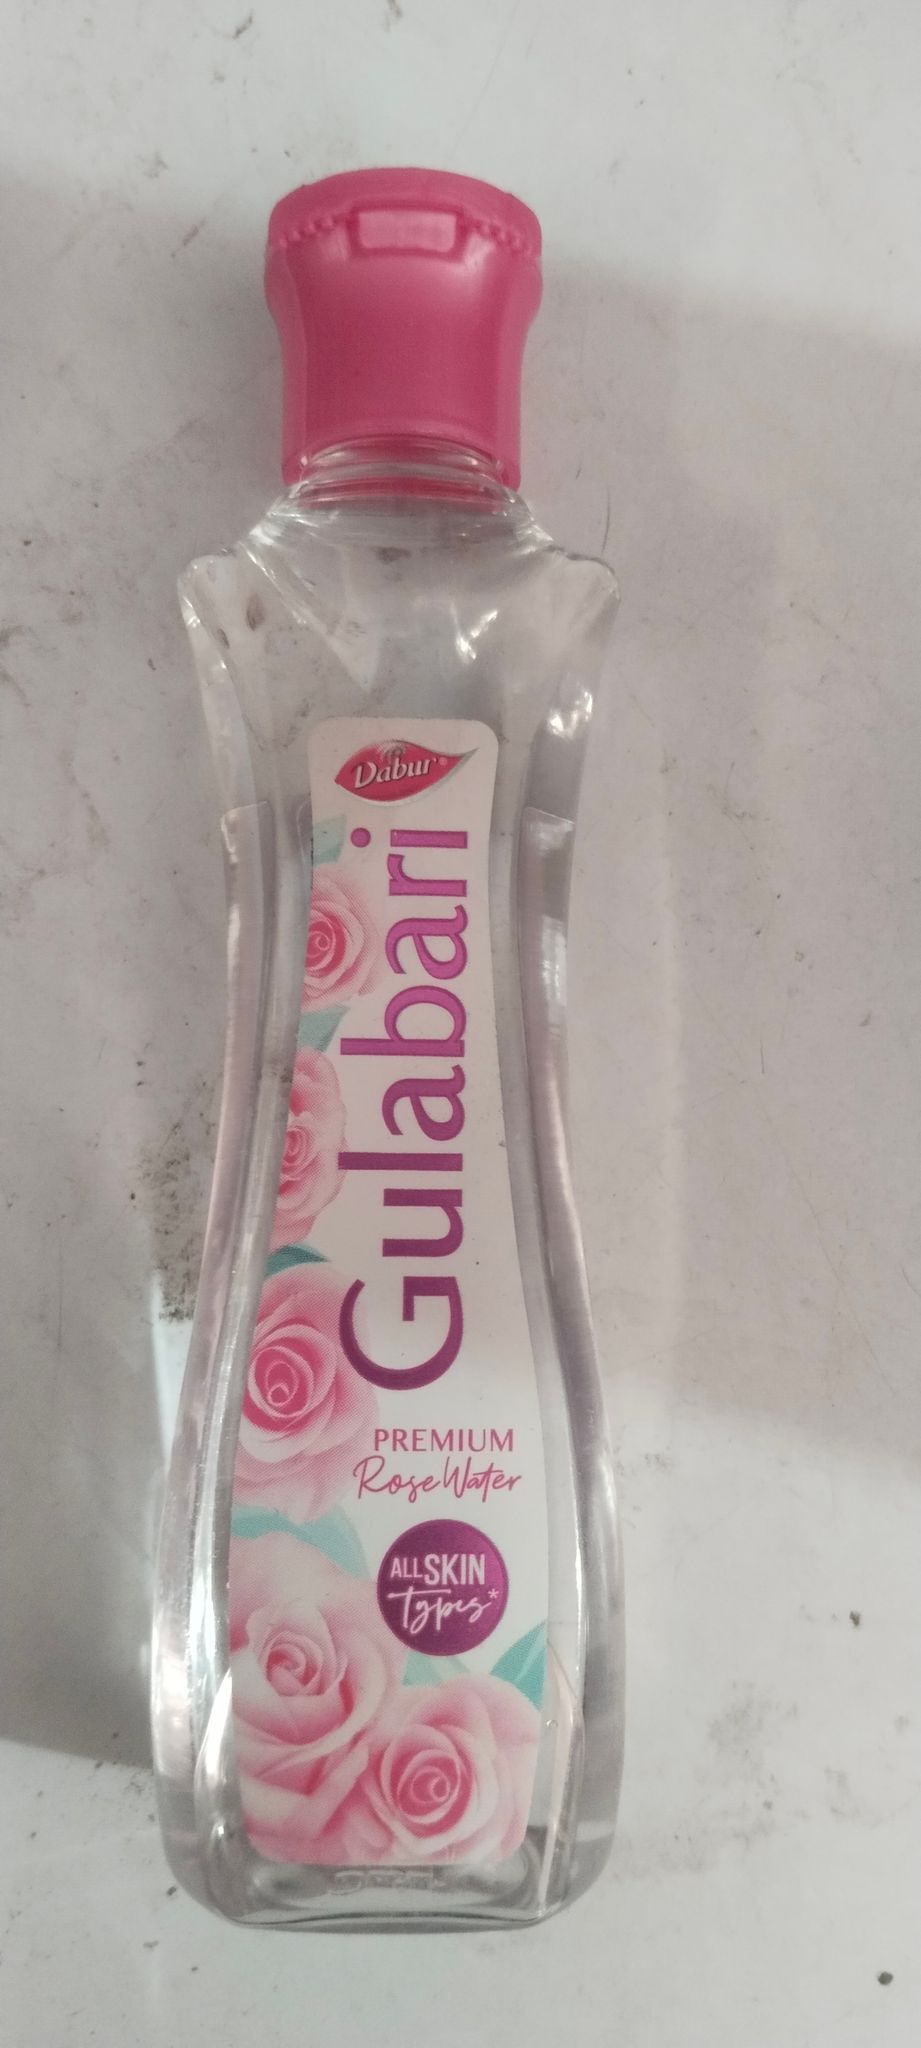 Dabur
Gulabari
PREMIUM
Rose Water
ALL SKIN
Types*